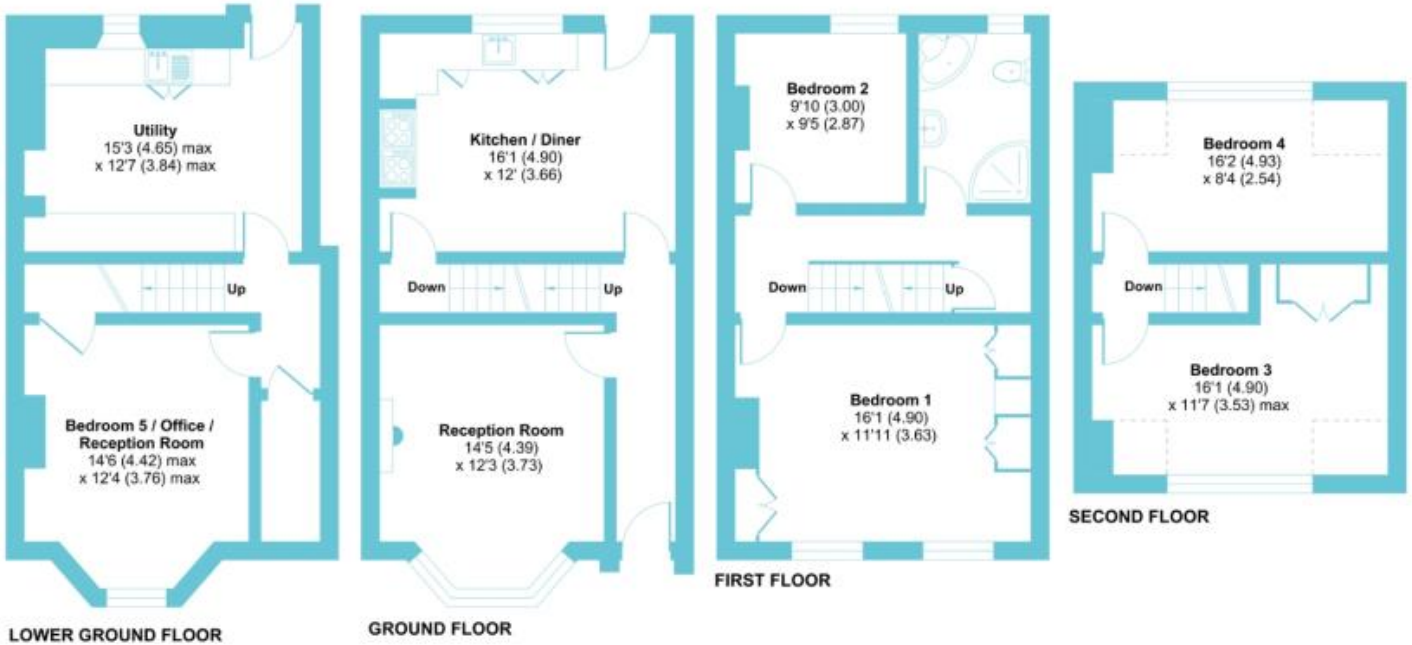 Utility
15'3 (4.65) max
x 12'7 (3.84) max
Up
Bedroom 5 / Office /
Reception Room
14'6 (4.42) max
x 12'4 (3.76) max
LOWER GROUND FLOOR
Kitchen / Diner
16'1 (4.90)
x 12' (3.66)
Down
Up
Reception Room
14'5 (4.39)
x 12'3 (3.73)
GROUND FLOOR
Bedroom 2
9'10 (3.00)
x 9'5 (2.87)
Down
Up
Bedroom 1
16'1 (4.90)
x 11'11 (3.63)
FIRST FLOOR
Bedroom 4
16'2 (4.93)
x 8'4 (2.54)
Down
Bedroom 3
16'1 (4.90)
x 11'7 (3.53) max
SECOND FLOOR